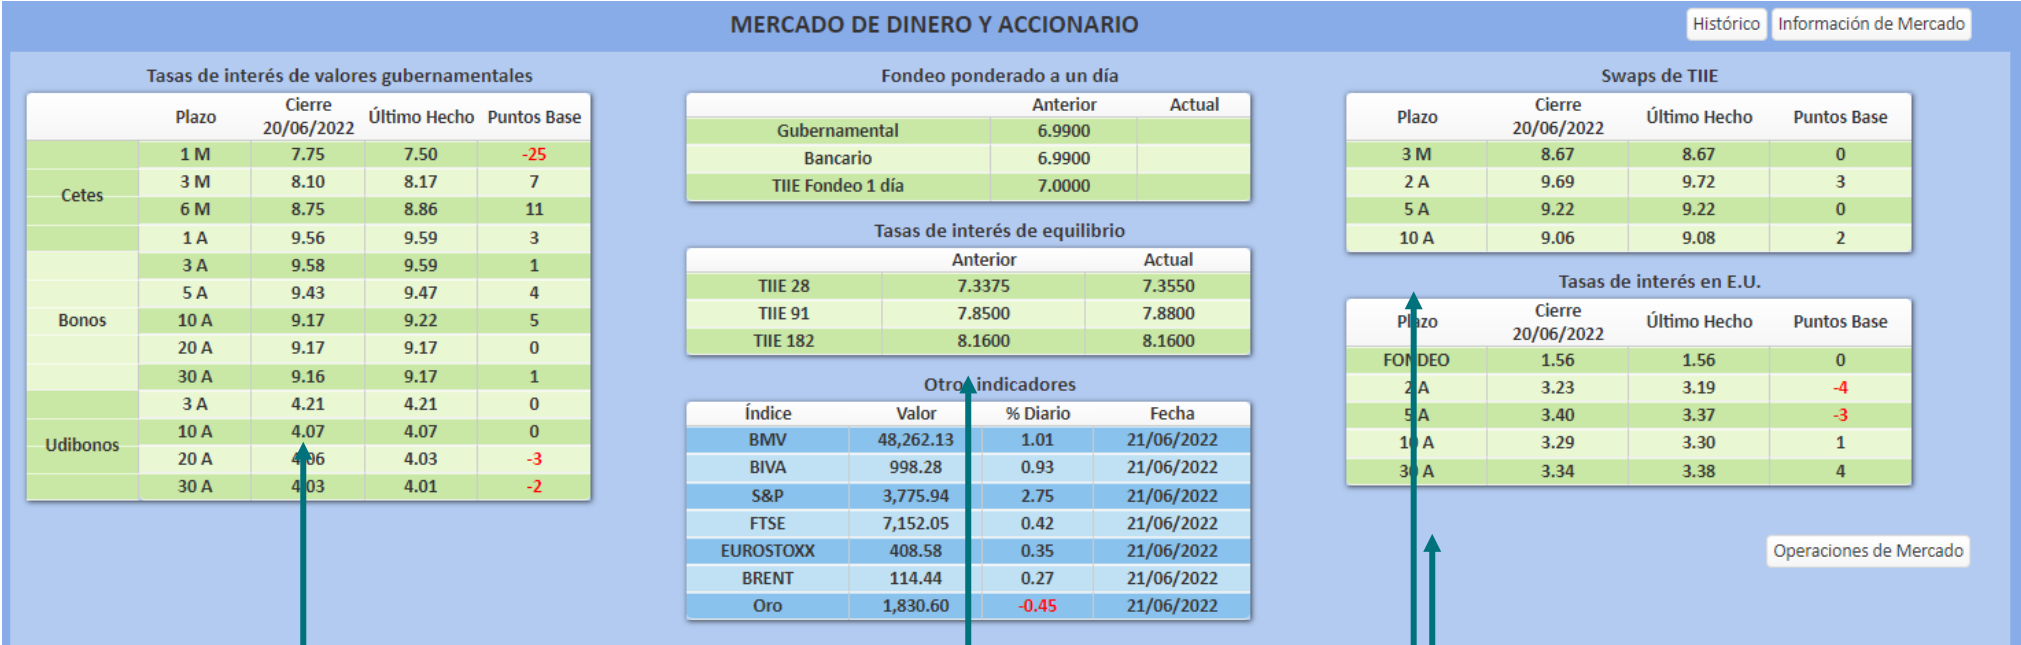 MERCADO DE DINERO Y ACCIONARIO
Histórico Información de Mercado
Tasas de interés de valores gubernamentales
Plazo Cierre 20/06/2022 Último Hecho Puntos Base
Cetes
1 M 7.75 7.50 -25
3 M 8.10 8.17 7
6 M 8.75 8.86 11
1 A 9.56 9.59 3
Bonos
3 A 9.58 9.59 1
5 A 9.43 9.47 4
10 A 9.17 9.22 5
20 A 9.17 9.17 0
30 A 9.16 9.17 1
Udibonos
3 A 4.21 4.21 0
10 A 4.07 4.07 0
20 A 4.06 4.03 -3
30 A 4.03 4.01 -2
Fondeo ponderado a un día
Anterior Actual
Gubernamental 6.9900
Bancario 6.9900
TIIE Fondeo 1 día 7.0000
Tasas de interés de equilibrio
Anterior Actual
TIIE 28 7.3375 7.3550
TIIE 91 7.8500 7.8800
TIIE 182 8.1600 8.1600
Otros indicadores
Índice Valor % Diario Fecha
BMV 48,262.13 1.01 21/06/2022
BIVA 998.28 0.93 21/06/2022
S&P 3,775.94 2.75 21/06/2022
FTSE 7,152.05 0.42 21/06/2022
EUROSTOXX 408.58 0.35 21/06/2022
BRENT 114.44 0.27 21/06/2022
Oro 1,830.60 -0.45 21/06/2022
Swaps de TIIE
Plazo Cierre 20/06/2022 Último Hecho Puntos Base
3 M 8.67 8.67 0
2 A 9.69 9.72 3
5 A 9.22 9.22 0
10 A 9.06 9.08 2
Tasas de interés en E.U.
Plazo Cierre 20/06/2022 Último Hecho Puntos Base
FONDEO 1.56 1.56 0
2 A 3.23 3.19 -4
5 A 3.40 3.37 -3
10 A 3.29 3.30 1
30 A 3.34 3.38 4
Operaciones de Mercado